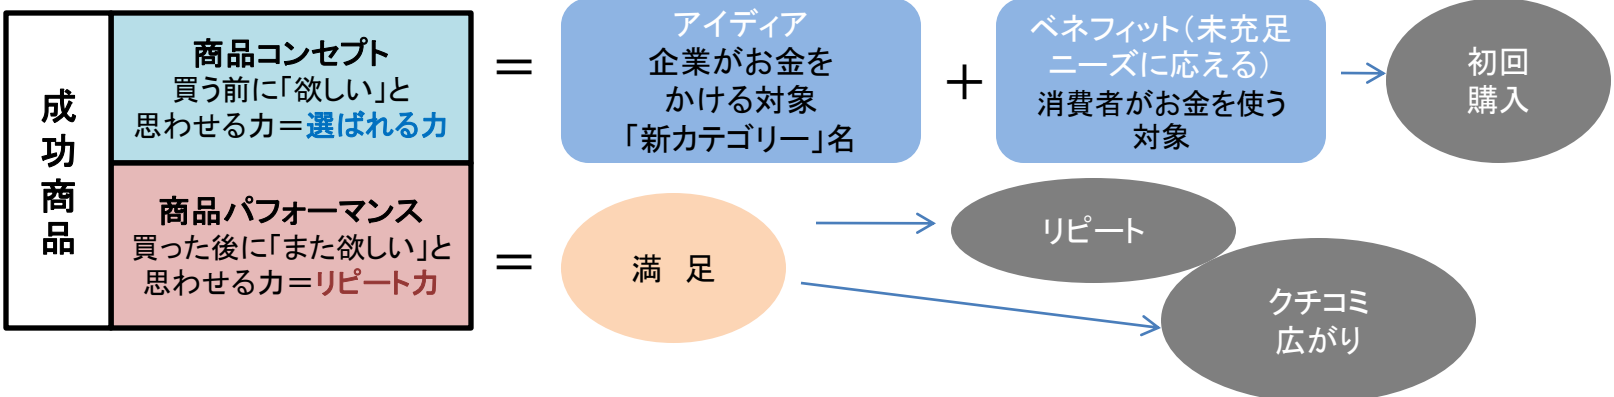 成功商品
商品コンセプト
買う前に「欲しい」と
思わせる力＝選ばれる力
＝
アイディア
企業がお金を
かける対象
「新カテゴリー」名
＋
ベネフィット（未充足
ニーズに応える）
消費者がお金を使う
対象
初回
購入
商品パフォーマンス
買った後に「また欲しい」と
思わせる力＝リピート力
＝
満　足
リピート
クチコミ
広がり